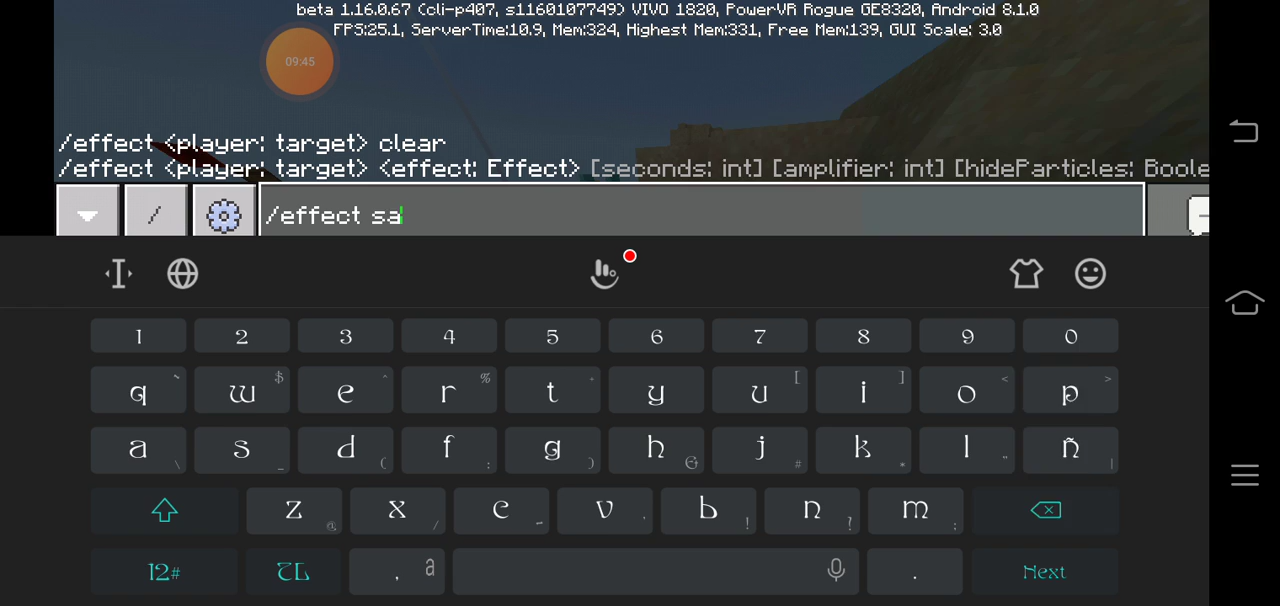 beta 1.16.0.67 (cli-p407, s1160107749) VIVO 1820, PowerVR Rogue GE8320, Android 8.1.0
FPS:25.1, ServerTime:10.9, Mem:324, Highest Mem:331, Free Mem:139, GUI Scale: 3.0
09:45
/effect <player: target> clear
/effect <player: target> <effect: Effect> [seconds: int] [amplifier: int] [hideParticles: Boole
/
/effect sa
1 2 3 4 5 6 7 8 9 0
q w $ e ^ r % t y u [ i ] o < p >
a \ s _ d ( f : g ) h & j # k * l " ñ |
z @ x / c - v ' b ! n ? m ;
12# TL , a . Next